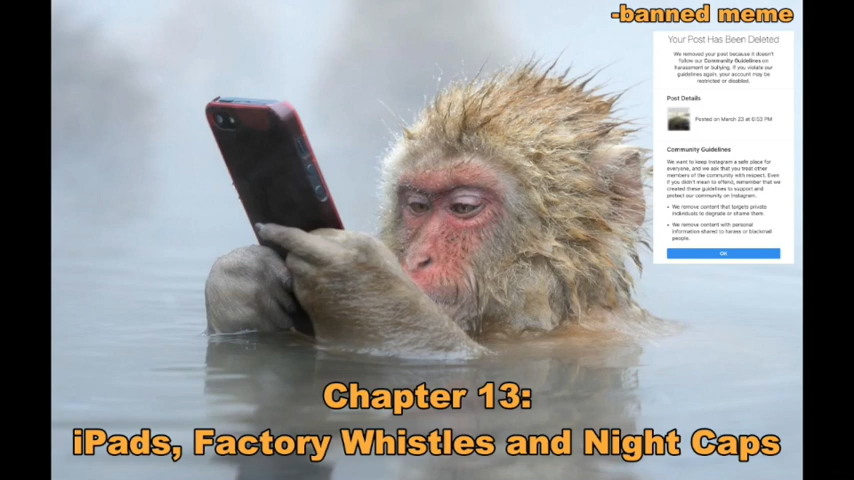 -banned meme
Your Post Has Been Deleted
We removed your post because it doesn't
follow our Community Guidelines on
harassment or bullying. If you violate our
guidelines again, your account may be
restricted or disabled.
Post Details
Posted on March 23 at 6:53 PM
Community Guidelines
We want to keep Instagram a safe place for
everyone, and we ask that you treat other
members of the community with respect. Even
if you didn't mean to offend, remember that we
created these guidelines to support and
protect our community on Instagram.
• We remove content that targets private
individuals to degrade or shame them.
• We remove content with personal
information shared to harass or blackmail
people.
OK
Chapter 13:
iPads, Factory Whistles and Night Caps